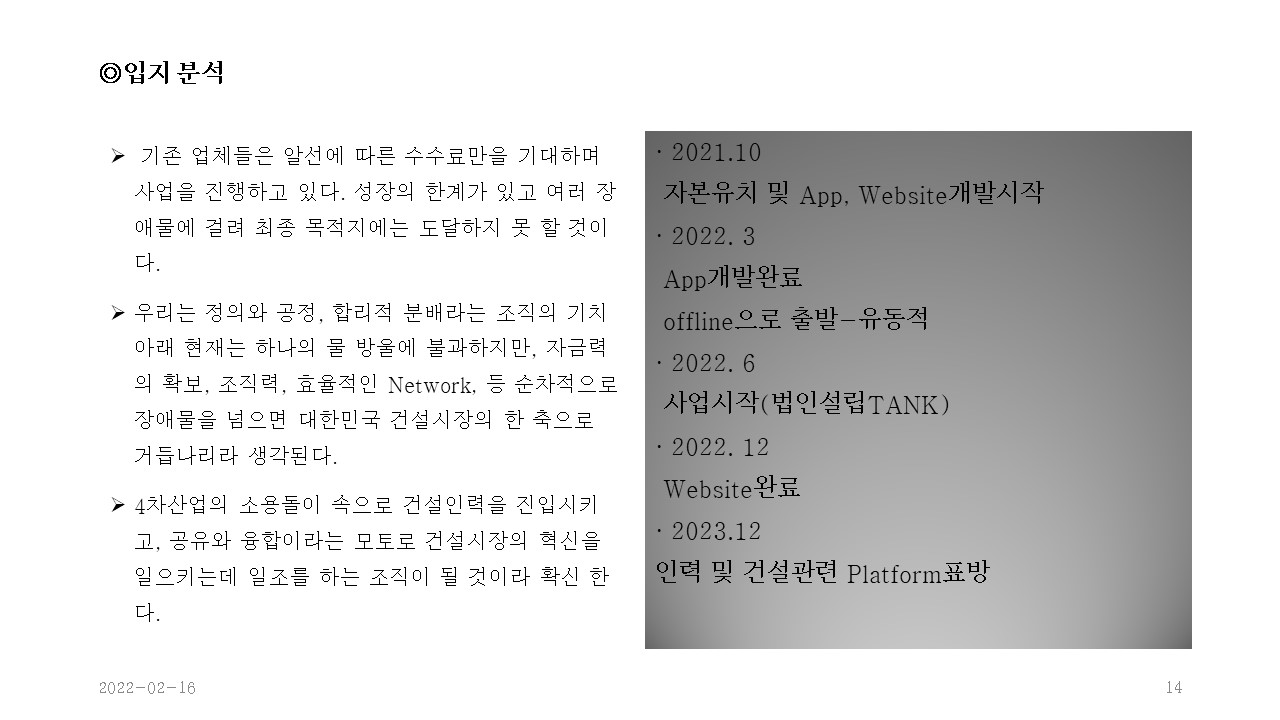 ◎입지 분석
➢ 기존 업체들은 알선에 따른 수수료만을 기대하며
사업을 진행하고 있다. 성장의 한계가 있고 여러 장
애물에 걸려 최종 목적지에는 도달하지 못 할 것이
다.
➢ 우리는 정의와 공정, 합리적 분배라는 조직의 기치
아래 현재는 하나의 물 방울에 불과하지만, 자금력
의 확보, 조직력, 효율적인 Network, 등 순차적으로
장애물을 넘으면 대한민국 건설시장의 한 축으로
거듭나리라 생각된다.
➢ 4차산업의 소용돌이 속으로 건설인력을 진입시키
고, 공유와 융합이라는 모토로 건설시장의 혁신을
일으키는데 일조를 하는 조직이 될 것이라 확신 한
다.
· 2021.10
자본유치 및 App, Website개발시작
· 2022. 3
App개발완료
offline으로 출발-유동적
· 2022. 6
사업시작(법인설립TANK)
· 2022. 12
Website완료
· 2023.12
인력 및 건설관련 Platform표방
2022-02-16
14